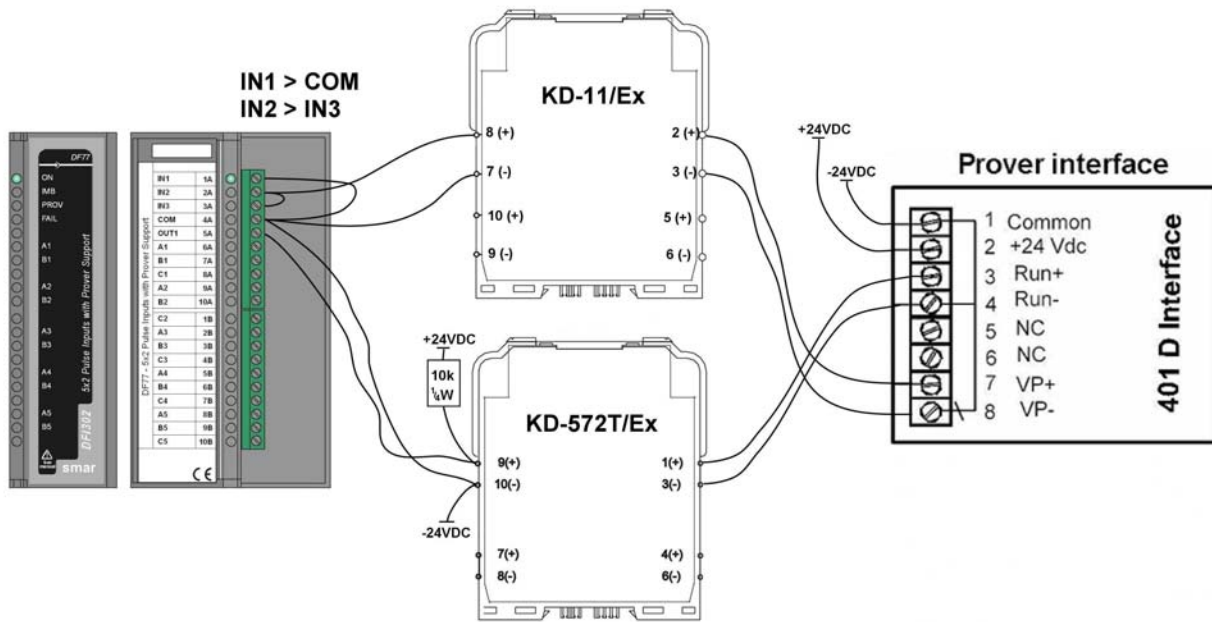 IN1 > COM
IN2 > IN3
DF77
ON
IMB
PROV
FAIL
A1
B1
A2
B2
A3
B3
A4
B4
A5
B5
5x2 Pulse Inputs with Prover Support
DFI302
smar
DF77 - 5x2 Pulse Inputs with Prover Support
IN1 1A
IN2 2A
IN3 3A
COM 4A
OUT1 5A
A1 6A
B1 7A
C1 8A
A2 9A
B2 10A
C2 1B
A3 2B
B3 3B
C3 4B
A4 5B
B4 6B
C4 7B
A5 8B
B5 9B
C5 10B
CE
KD-11/Ex
8 (+)
7 (-)
10 (+)
9 (-)
2 (+)
3 (-)
5 (+)
6 (-)
+24VDC
10k
¼W
KD-572T/Ex
9(+)
10(-)
-24VDC
7(+)
8(-)
1(+)
3(-)
4(+)
6(-)
+24VDC
-24VDC
Prover interface
1 Common
2 +24 Vdc
3 Run+
4 Run-
5 NC
6 NC
7 VP+
8 VP-
401 D Interface